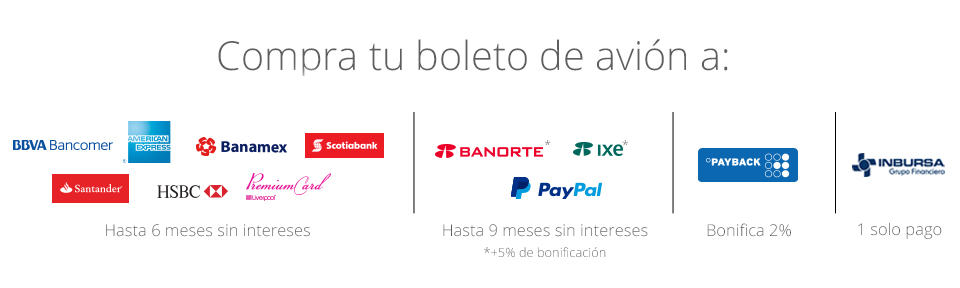 Compra tu boleto de avión a:
BBVA Bancomer
AMERICAN
EXPRESS
®
Banamex
Scotiabank
Santander
HSBC
PremiumCard
Liverpool
Hasta 6 meses sin intereses
BANORTE*
IXE*
PayPal
Hasta 9 meses sin intereses
*+5% de bonificación
PAYBACK
Bonifica 2%
INBURSA
Grupo Financiero
1 solo pago